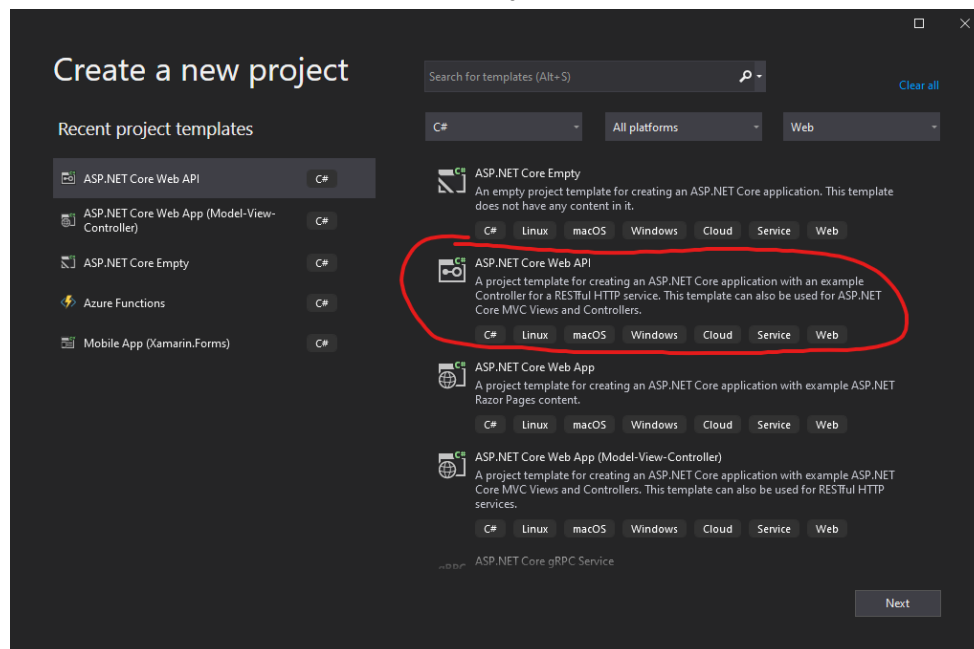 Create a new project
Search for templates (Alt+S)
Clear all
Recent project templates
C#
All platforms
Web
ASP.NET Core Web API
C#
ASP.NET Core Web App (Model-View-
Controller)
C#
ASP.NET Core Empty
C#
Azure Functions
C#
Mobile App (Xamarin.Forms)
C#
C#
ASP.NET Core Empty
An empty project template for creating an ASP.NET Core application. This template
does not have any content in it.
C# Linux macOS Windows Cloud Service Web
C#
ASP.NET Core Web API
A project template for creating an ASP.NET Core application with an example
Controller for a RESTful HTTP service. This template can also be used for ASP.NET
Core MVC Views and Controllers.
C# Linux macOS Windows Cloud Service Web
C#
ASP.NET Core Web App
A project template for creating an ASP.NET Core application with example ASP.NET
Razor Pages content.
C# Linux macOS Windows Cloud Service Web
C#
ASP.NET Core Web App (Model-View-Controller)
A project template for creating an ASP.NET Core application with example ASP.NET
Core MVC Views and Controllers. This template can also be used for RESTful HTTP
services.
C# Linux macOS Windows Cloud Service Web
ASP.NET Core gRPC Service
Next